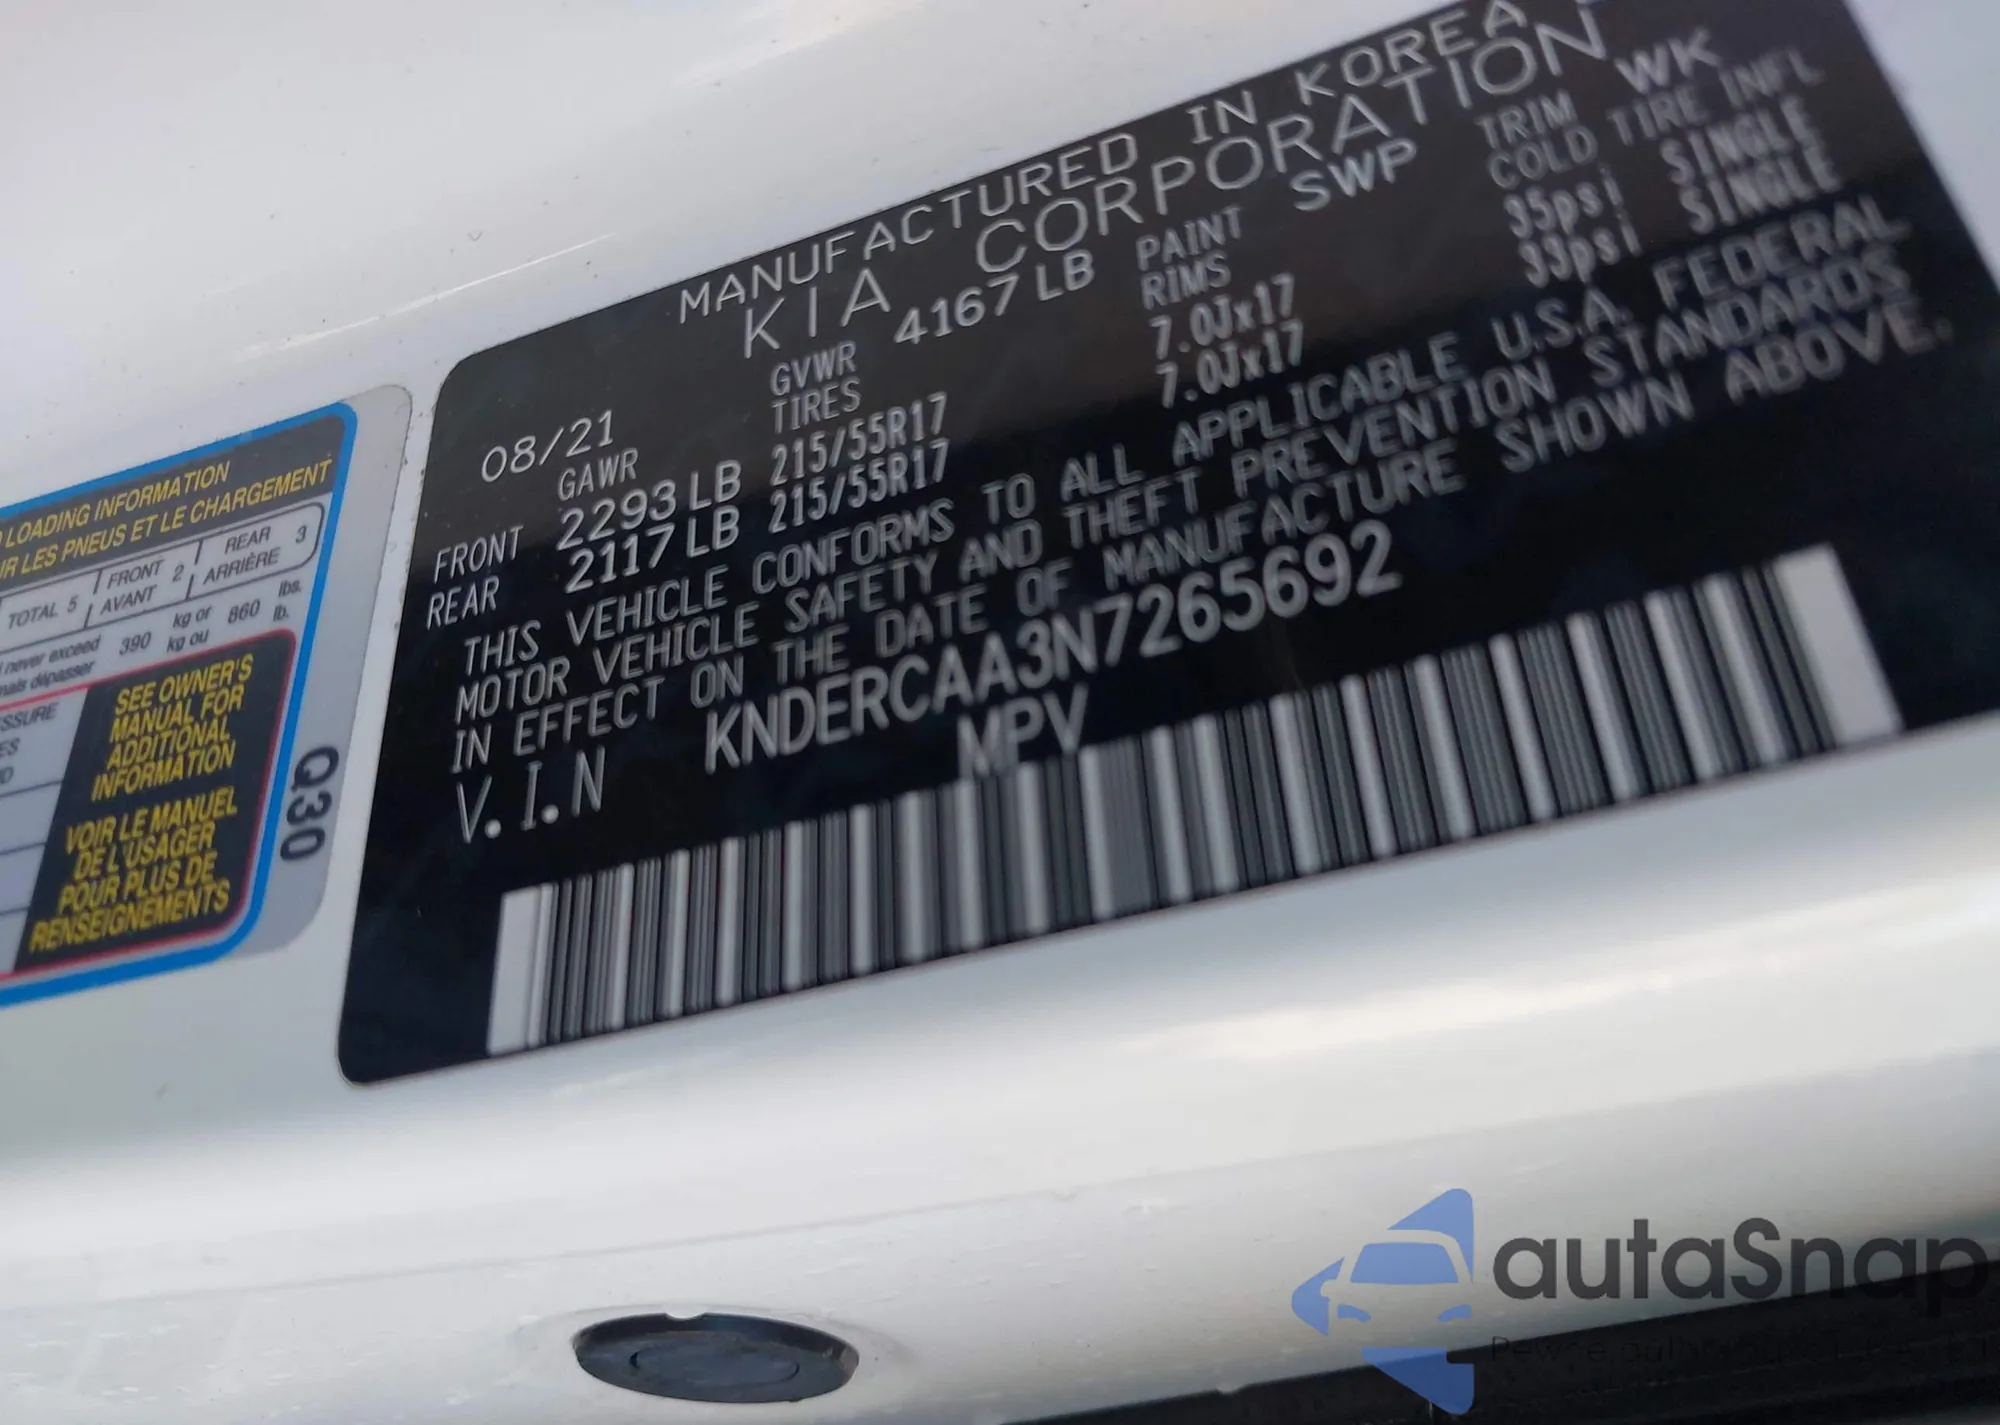 MANUFACTURED IN KOREA
KIA CORPORATION
08/21 GVWR 4167 LB PAINT SWP TRIM WK
GAWR TIRES RIMS COLD TIRE INFL
FRONT 2293 LB 215/55R17 7.0Jx17 35psi SINGLE
REAR 2117 LB 215/55R17 7.0Jx17 33psi SINGLE
THIS VEHICLE CONFORMS TO ALL APPLICABLE U.S.A. FEDERAL
MOTOR VEHICLE SAFETY AND THEFT PREVENTION STANDARDS
IN EFFECT ON THE DATE OF MANUFACTURE SHOWN ABOVE.
V.I.N KNDERCAA3N7265692
MPV
LOADING INFORMATION
LES PNEUS ET LE CHARGEMENT
TOTAL 5 FRONT AVANT 2 REAR ARRIÈRE 3
never exceed 390 kg or 860 lbs.
dépasser kg ou lb.
SEE OWNER'S
MANUAL FOR
ADDITIONAL
INFORMATION
VOIR LE MANUEL
DE L'USAGER
POUR PLUS DE
RENSEIGNEMENTS
Q30
autaSnap